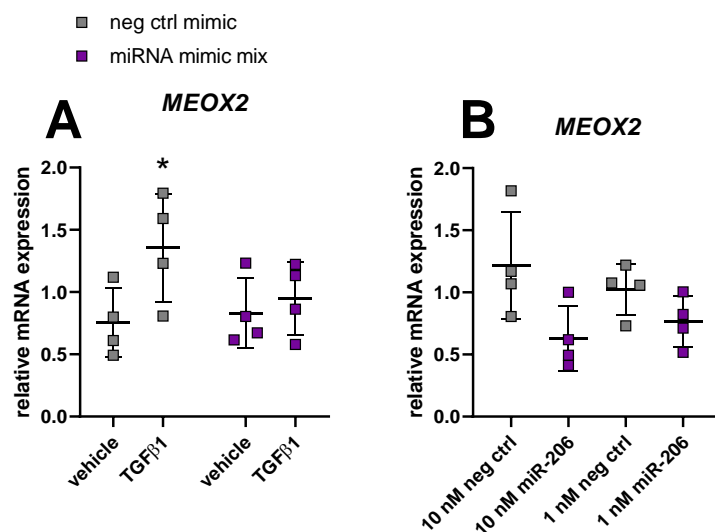 neg ctrl mimic
miRNA mimic mix
A
MEOX2
relative mRNA expression
2.0
1.5
1.0
0.5
0.0
*
vehicle
TGFβ1
vehicle
TGFβ1
B
MEOX2
relative mRNA expression
2.0
1.5
1.0
0.5
0.0
10 nM neg ctrl
10 nM miR-206
1 nM neg ctrl
1 nM miR-206